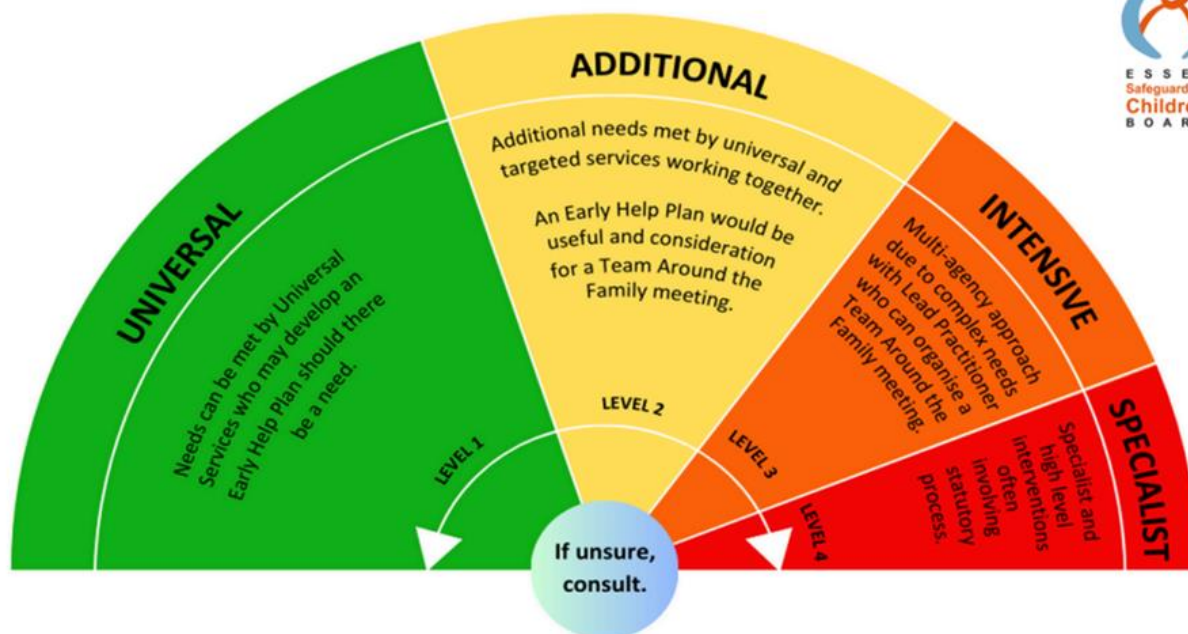 UNIVERSAL
Needs can be met by Universal
Services who may develop an
Early Help Plan should there
be a need.
LEVEL 1
ADDITIONAL
Additional needs met by universal and
targeted services working together.
An Early Help Plan would be
useful and consideration
for a Team Around the
Family meeting.
LEVEL 2
INTENSIVE
Multi-agency approach
due to complex needs
with Lead Practitioner
who can organise a
Team Around the
Family meeting.
LEVEL 3
SPECIALIST
Specialist and
high level
interventions
often
involving
statutory
process.
LEVEL 4
If unsure,
consult.
ESSE
Safeguard
Childre
BOAR